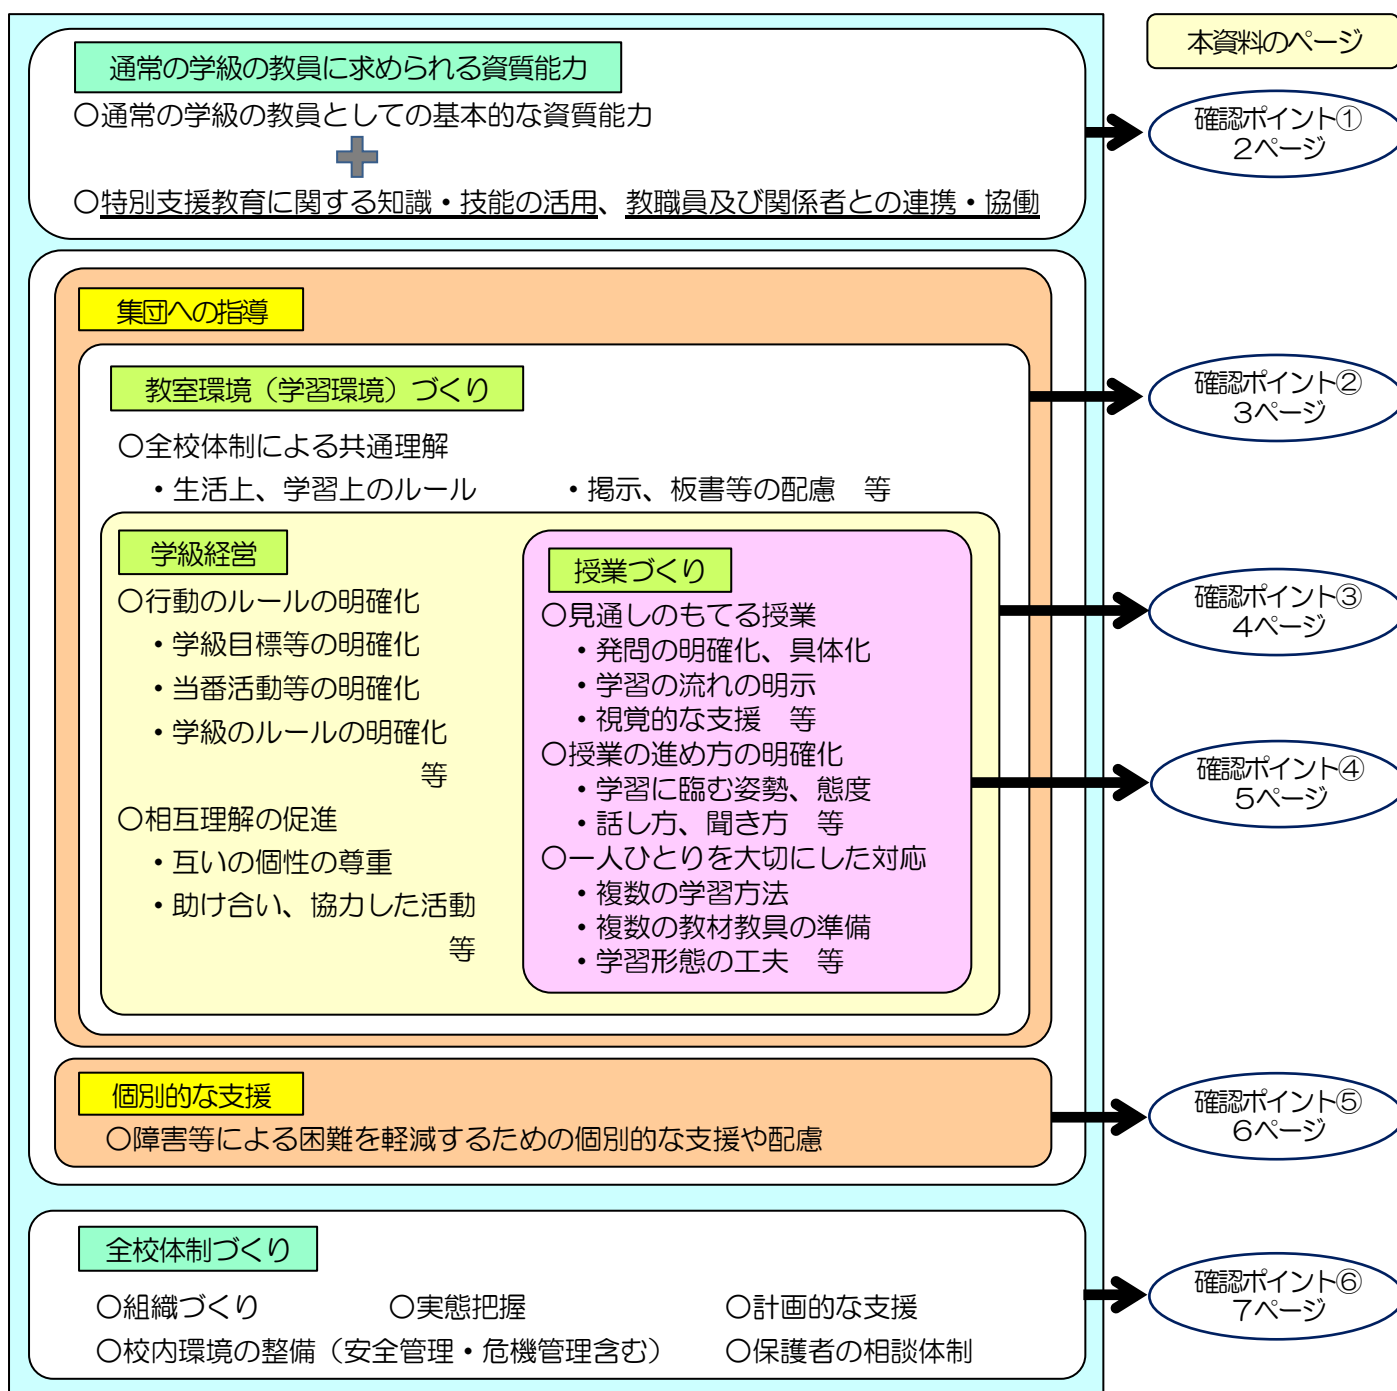 本資料のページ
通常の学級の教員に求められる資質能力
〇通常の学級の教員としての基本的な資質能力
〇特別支援教育に関する知識・技能の活用、教職員及び関係者との連携・協働
確認ポイント①
2ページ
集団への指導
教室環境（学習環境）づくり
〇全校体制による共通理解
・生活上、学習上のルール　・掲示、板書等の配慮　等
確認ポイント②
3ページ
学級経営
〇行動のルールの明確化
・学級目標等の明確化
・当番活動等の明確化
・学級のルールの明確化
等
〇相互理解の促進
・互いの個性の尊重
・助け合い、協力した活動
等
確認ポイント③
4ページ
授業づくり
〇見通しのもてる授業
・発問の明確化、具体化
・学習の流れの明示
・視覚的な支援　等
〇授業の進め方の明確化
・学習に臨む姿勢、態度
・話し方、聞き方　等
〇一人ひとりを大切にした対応
・複数の学習方法
・複数の教材教具の準備
・学習形態の工夫　等
確認ポイント④
5ページ
個別的な支援
〇障害等による困難を軽減するための個別的な支援や配慮
確認ポイント⑤
6ページ
全校体制づくり
〇組織づくり　〇実態把握　〇計画的な支援
〇校内環境の整備（安全管理・危機管理含む）　〇保護者の相談体制
確認ポイント⑥
7ページ